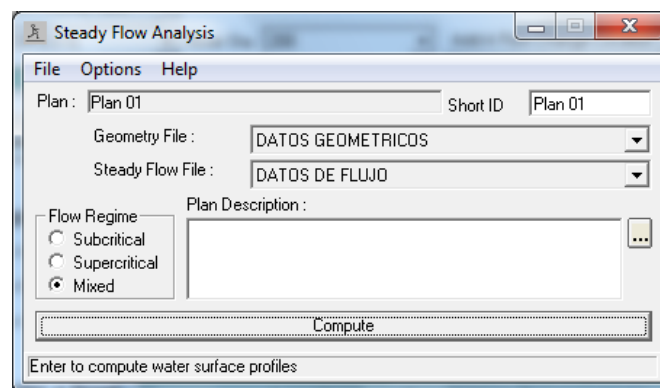 Steady Flow Analysis
File Options Help
Plan : Plan 01 Short ID Plan 01
Geometry File : DATOS GEOMETRICOS
Steady Flow File : DATOS DE FLUJO
Flow Regime
Subcritical
Supercritical
Mixed
Plan Description :
...
Compute
Enter to compute water surface profiles